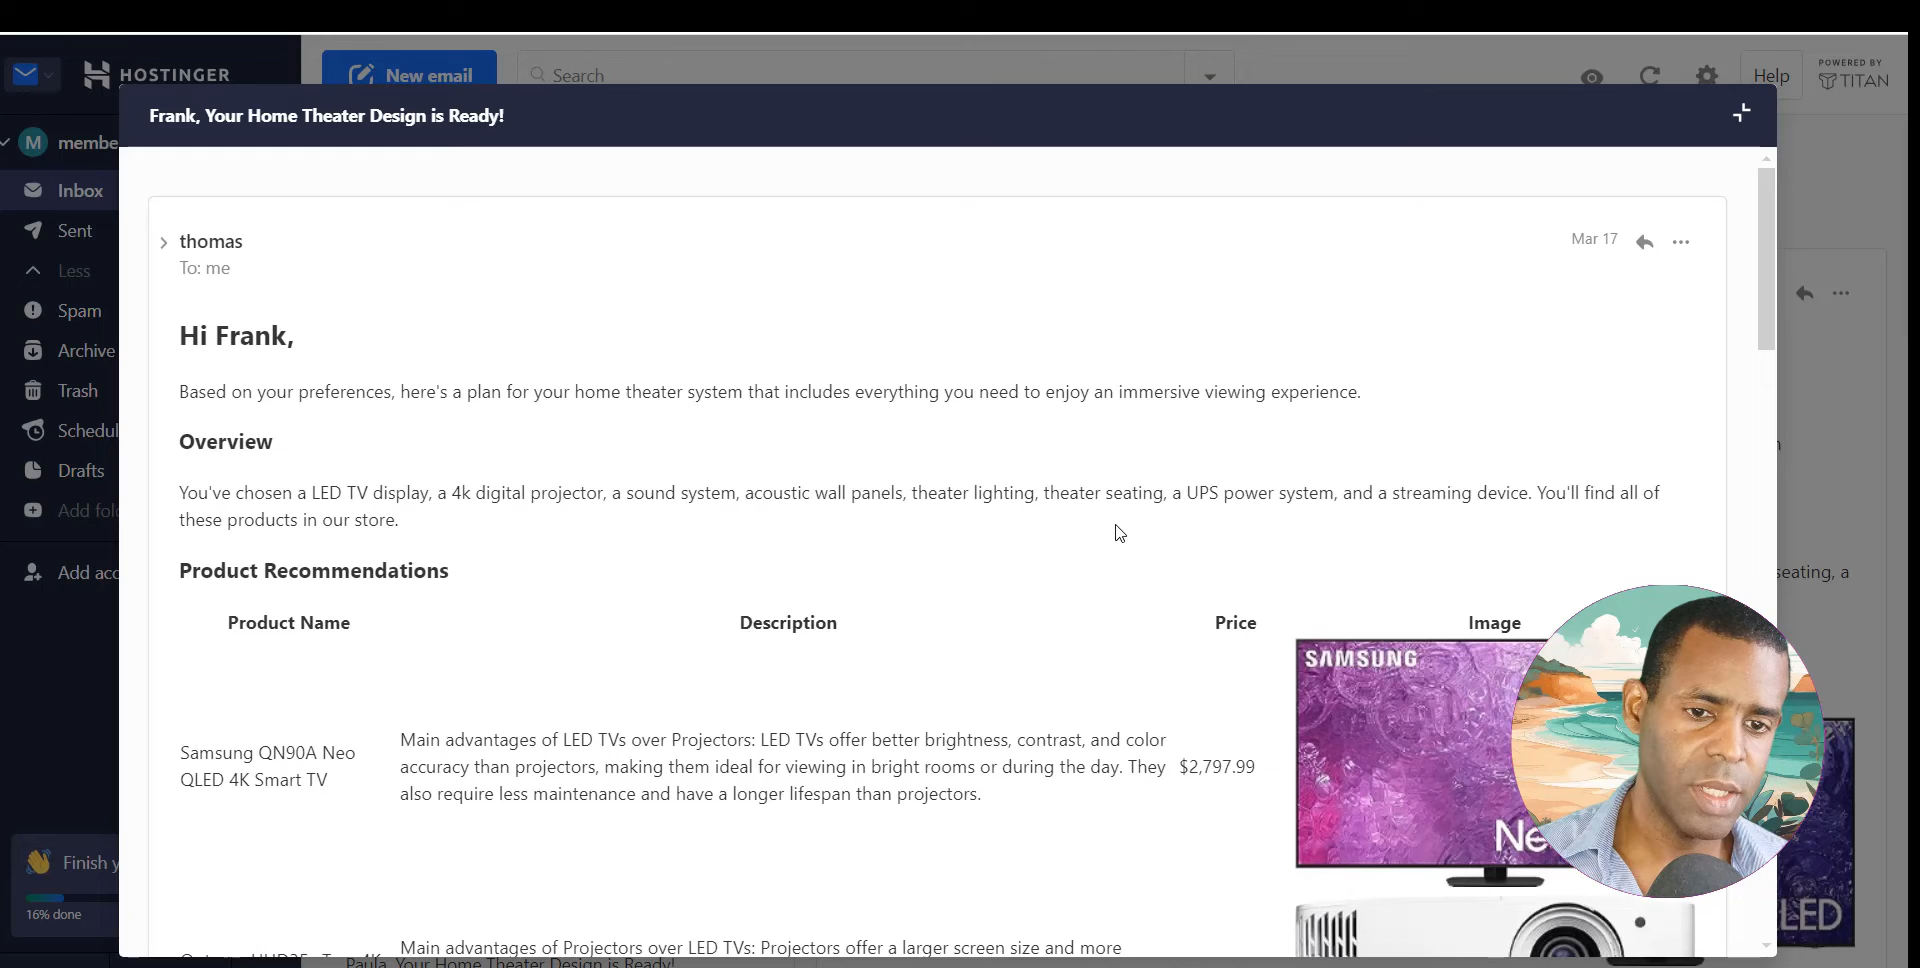 HOSTINGER
New email
Search
Help
POWERED BY
TITAN
Frank, Your Home Theater Design is Ready!
M
membe
Inbox
Sent
Less
Spam
Archive
Trash
Schedul
Drafts
Add fol
Add acc
Finish y
16% done
thomas
To: me
Mar 17
Hi Frank,
Based on your preferences, here's a plan for your home theater system that includes everything you need to enjoy an immersive viewing experience.
Overview
You've chosen a LED TV display, a 4k digital projector, a sound system, acoustic wall panels, theater lighting, theater seating, a UPS power system, and a streaming device. You'll find all of
these products in our store.
Product Recommendations
Product Name Description Price Image
SAMSUNG
Samsung QN90A Neo
QLED 4K Smart TV
Main advantages of LED TVs over Projectors: LED TVs offer better brightness, contrast, and color
accuracy than projectors, making them ideal for viewing in bright rooms or during the day. They
also require less maintenance and have a longer lifespan than projectors.
$2,797.99
Ne
Main advantages of Projectors over LED TVs: Projectors offer a larger screen size and more
Paula, Your Home Theater Design is Ready!
seating, a
LED